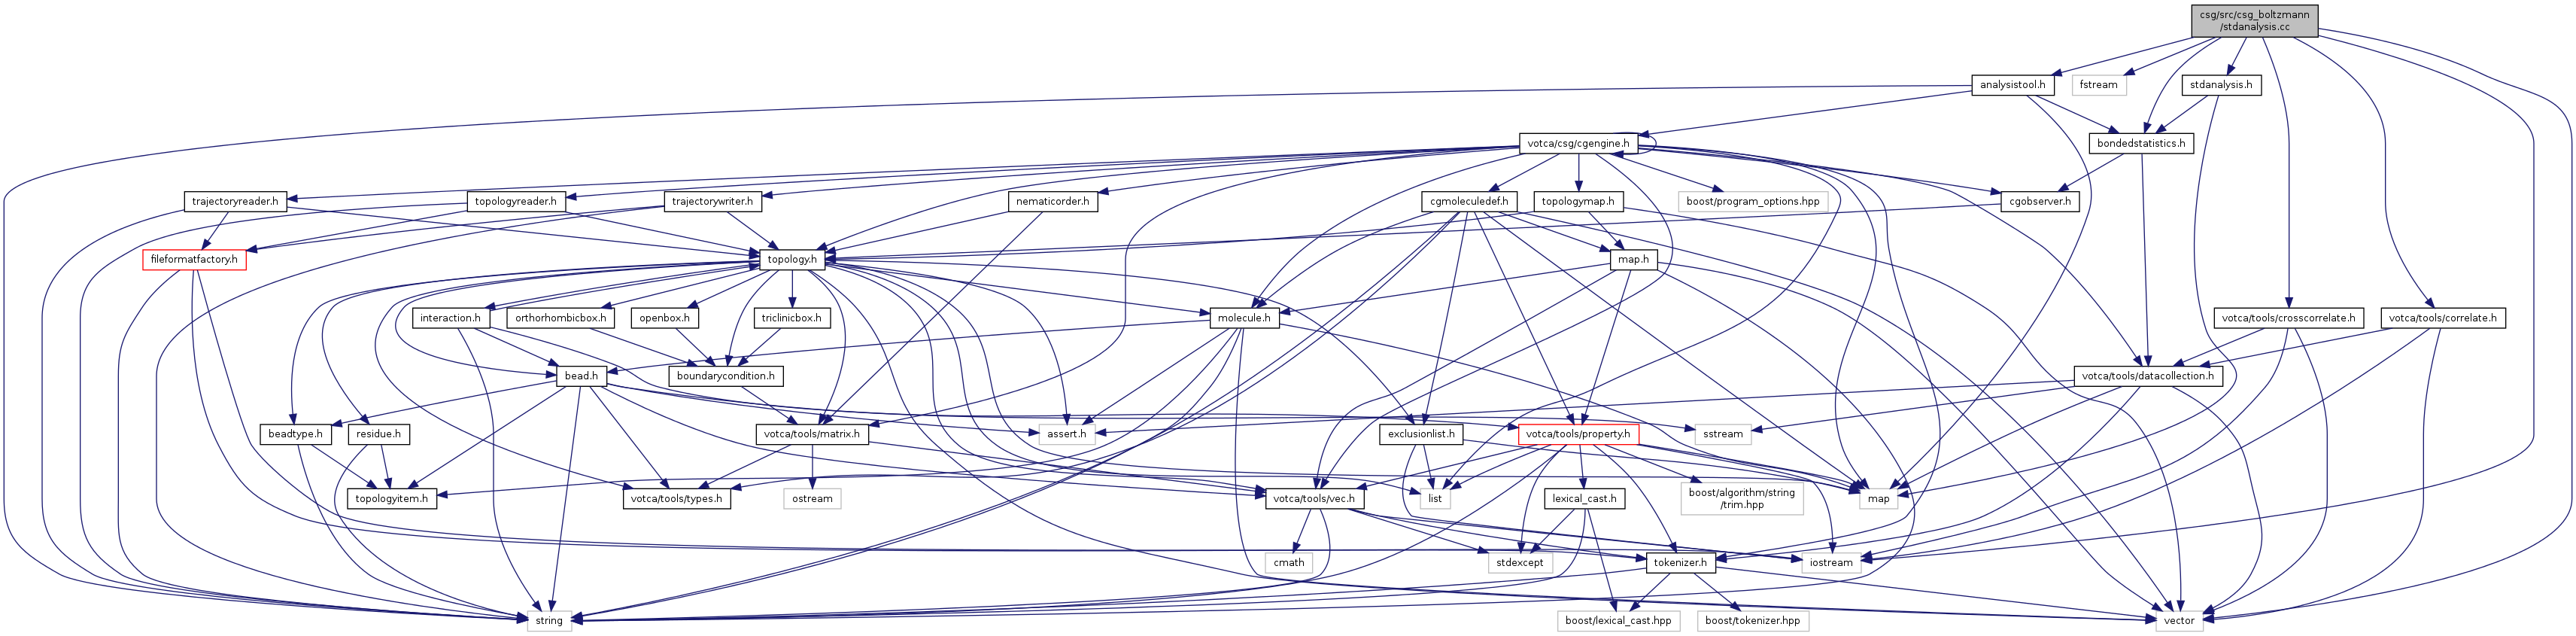 csg/src/csg_boltzmann
/stdanalysis.cc
analysistool.h
fstream
stdanalysis.h
votca/csg/cgengine.h
bondedstatistics.h
trajectoryreader.h
topologyreader.h
trajectorywriter.h
nematicorder.h
cgmoleculedef.h
topologymap.h
boost/program_options.hpp
cgobserver.h
fileformatfactory.h
topology.h
map.h
interaction.h
orthorhombicbox.h
openbox.h
triclinicbox.h
molecule.h
votca/tools/crosscorrelate.h
votca/tools/correlate.h
bead.h
boundarycondition.h
votca/tools/datacollection.h
beadtype.h
residue.h
votca/tools/matrix.h
assert.h
exclusionlist.h
votca/tools/property.h
sstream
topologyitem.h
votca/tools/types.h
ostream
votca/tools/vec.h
list
lexical_cast.h
boost/algorithm/string
/trim.hpp
map
cmath
stdexcept
tokenizer.h
iostream
string
boost/lexical_cast.hpp
boost/tokenizer.hpp
vector